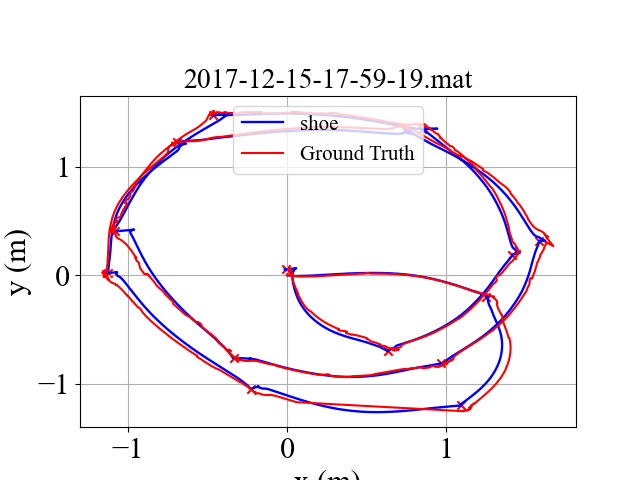 2017-12-15-17-59-19.mat
shoe
Ground Truth
y (m)
1
0
−1
−1
0
1
x (m)